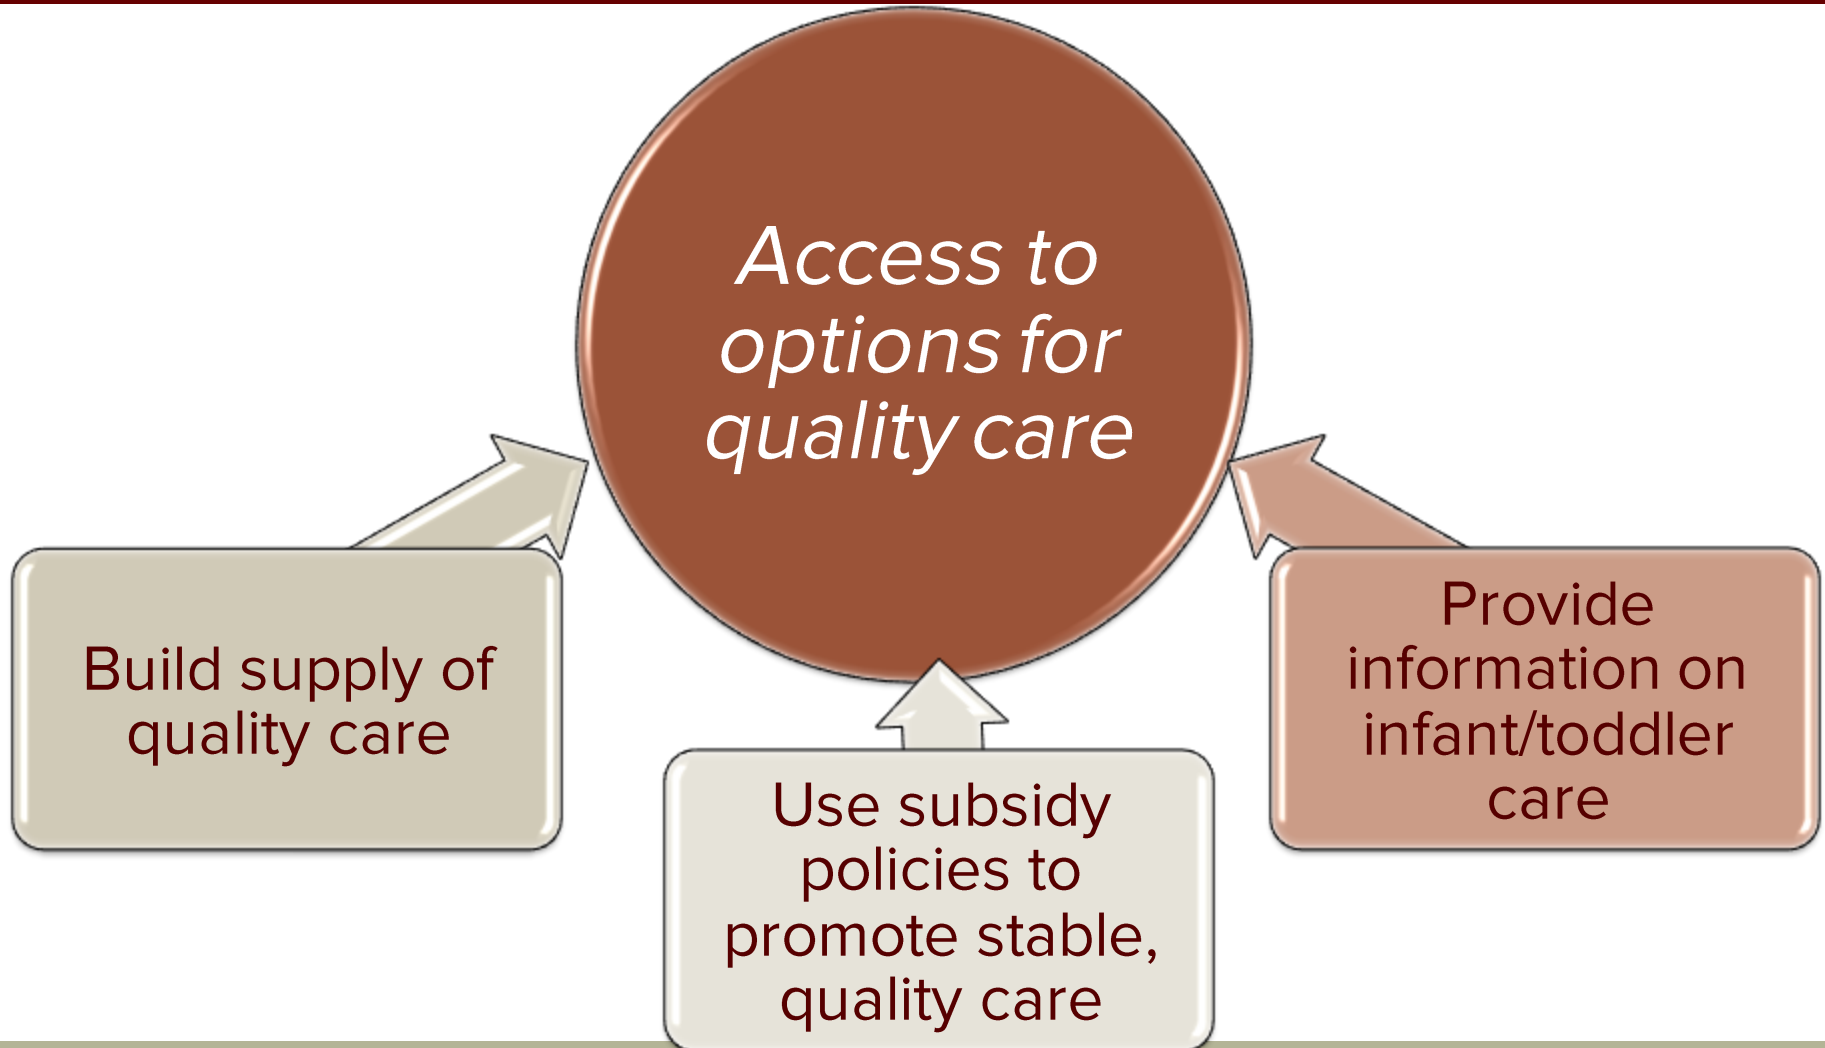 Access to
options for
quality care
Build supply of
quality care
Use subsidy
policies to
promote stable,
quality care
Provide
information on
infant/toddler
care